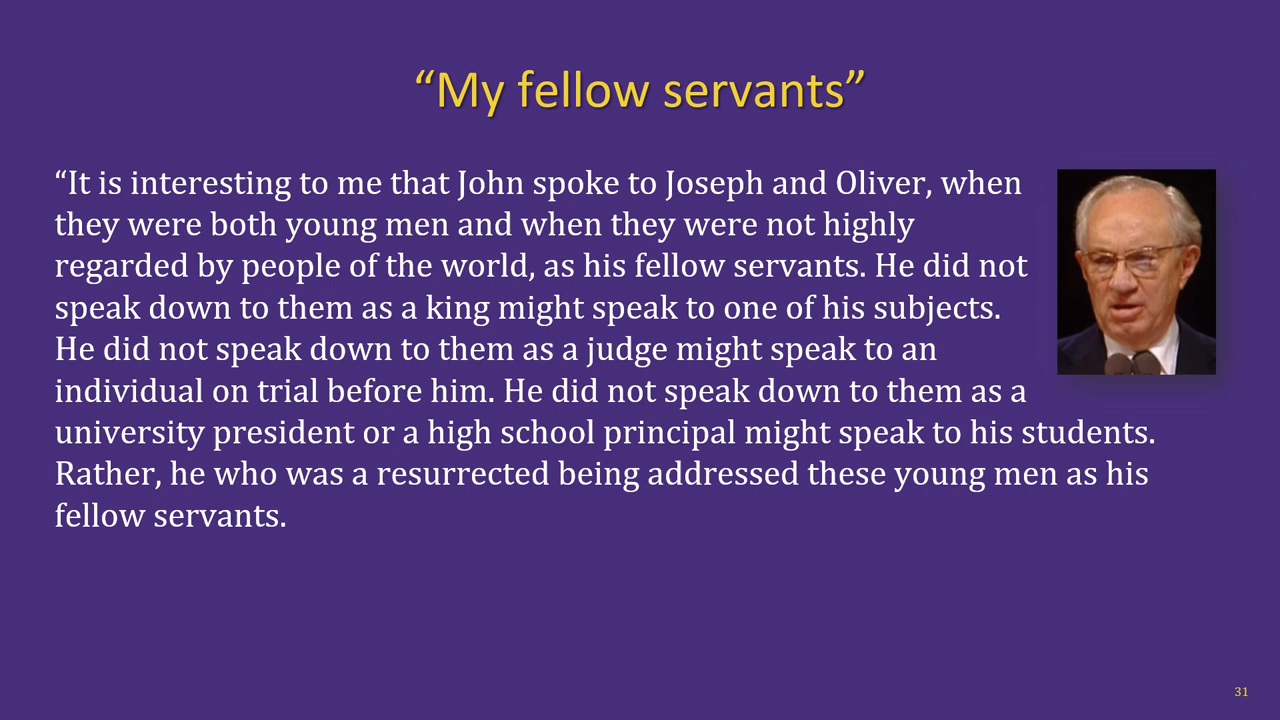 “My fellow servants”
“It is interesting to me that John spoke to Joseph and Oliver, when
they were both young men and when they were not highly
regarded by people of the world, as his fellow servants. He did not
speak down to them as a king might speak to one of his subjects.
He did not speak down to them as a judge might speak to an
individual on trial before him. He did not speak down to them as a
university president or a high school principal might speak to his students.
Rather, he who was a resurrected being addressed these young men as his
fellow servants.
31